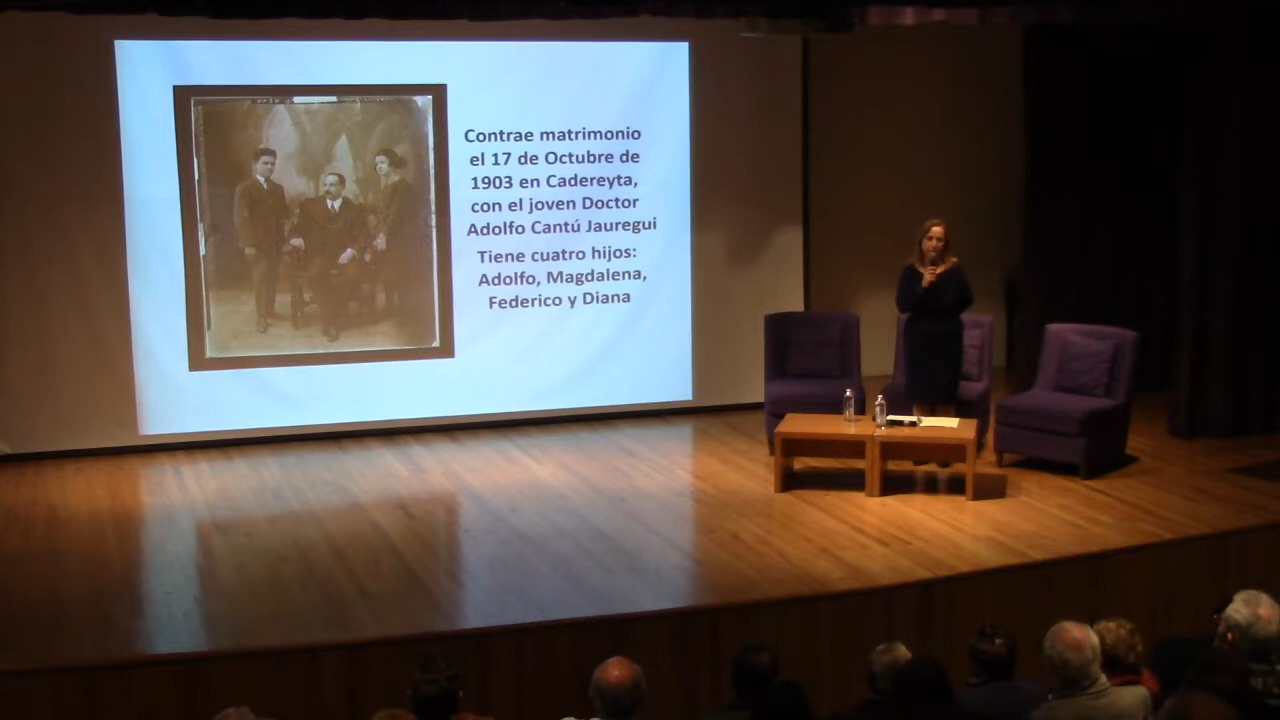 Contrae matrimonio
el 17 de Octubre de
1903 en Cadereyta,
con el joven Doctor
Adolfo Cantú Jauregui
Tiene cuatro hijos:
Adolfo, Magdalena,
Federico y Diana